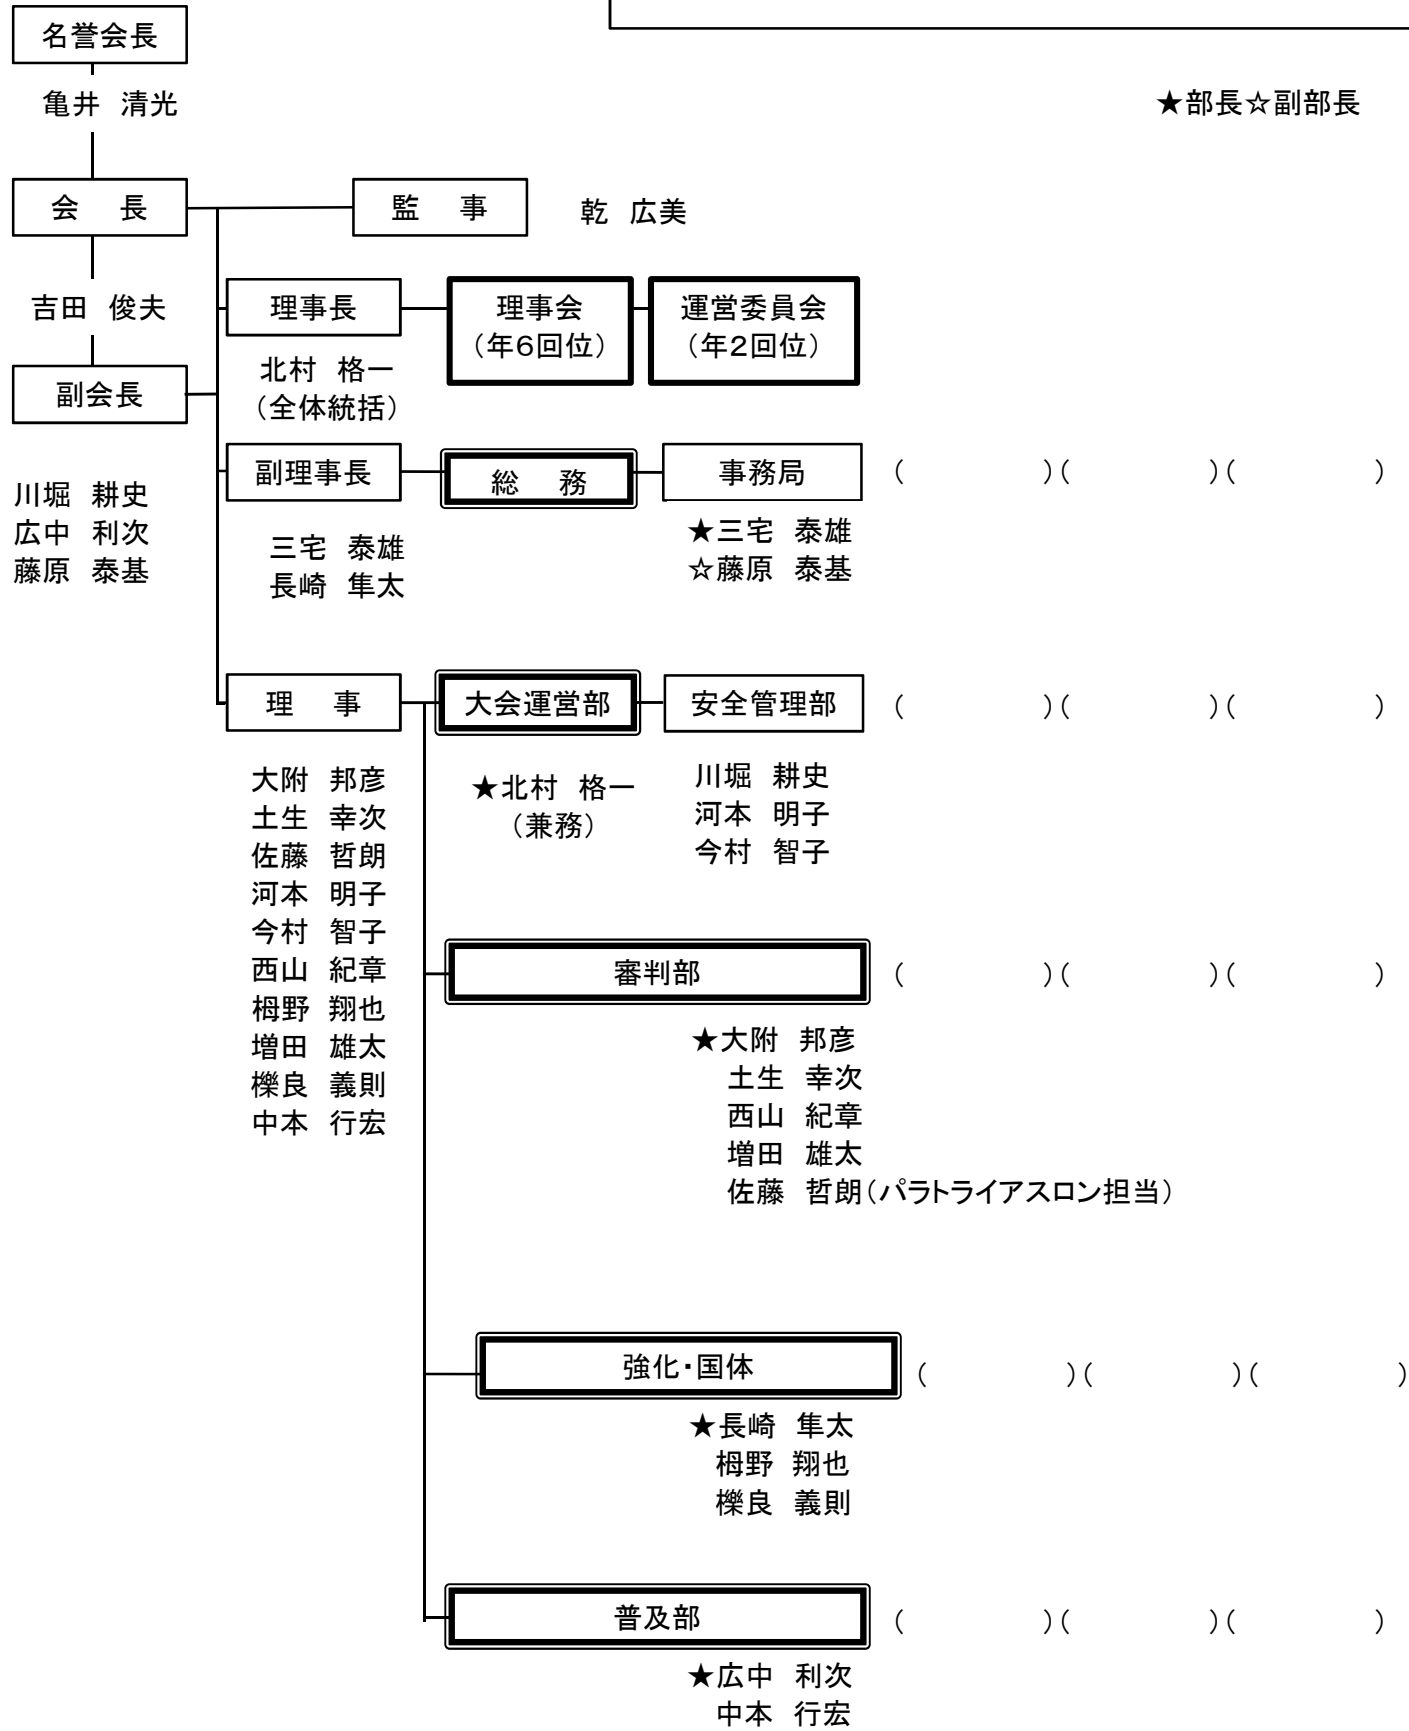 名誉会長
亀井　清光
★部長☆副部長
会　長
監　事
乾　広美
吉田　俊夫
理事長
理事会
（年6回位）
運営委員会
（年2回位）
北村　格一
（全体統括）
副会長
川堀　耕史
広中　利次
藤原　泰基
副理事長
総　務
事務局
（　　　　　）（　　　　　）（　　　　　）
三宅　泰雄
長崎　隼太
★三宅　泰雄
☆藤原　泰基
理　事
大会運営部
安全管理部
（　　　　　）（　　　　　）（　　　　　）
大附　邦彦
土生　幸次
佐藤　哲朗
河本　明子
今村　智子
西山　紀章
栂野　翔也
増田　雄太
櫟良　義則
中本　行宏
★北村　格一
（兼務）
川堀　耕史
河本　明子
今村　智子
審判部
（　　　　　）（　　　　　）（　　　　　）
★大附　邦彦
土生　幸次
西山　紀章
増田　雄太
佐藤　哲朗（パラトライアスロン担当）
強化・国体
（　　　　　）（　　　　　）（　　　　　）
★長崎　隼太
栂野　翔也
櫟良　義則
普及部
（　　　　　）（　　　　　）（　　　　　）
★広中　利次
中本　行宏